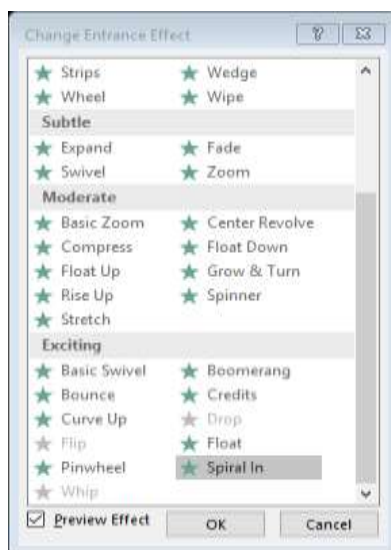 Change Entrance Effect
Strips Wedge
Wheel Wipe
Subtle
Expand Fade
Swivel Zoom
Moderate
Basic Zoom Center Revolve
Compress Float Down
Float Up Grow & Turn
Rise Up Spinner
Stretch
Exciting
Basic Swivel Boomerang
Bounce Credits
Curve Up Drop
Flip Float
Pinwheel Spiral In
Whip
Preview Effect OK Cancel